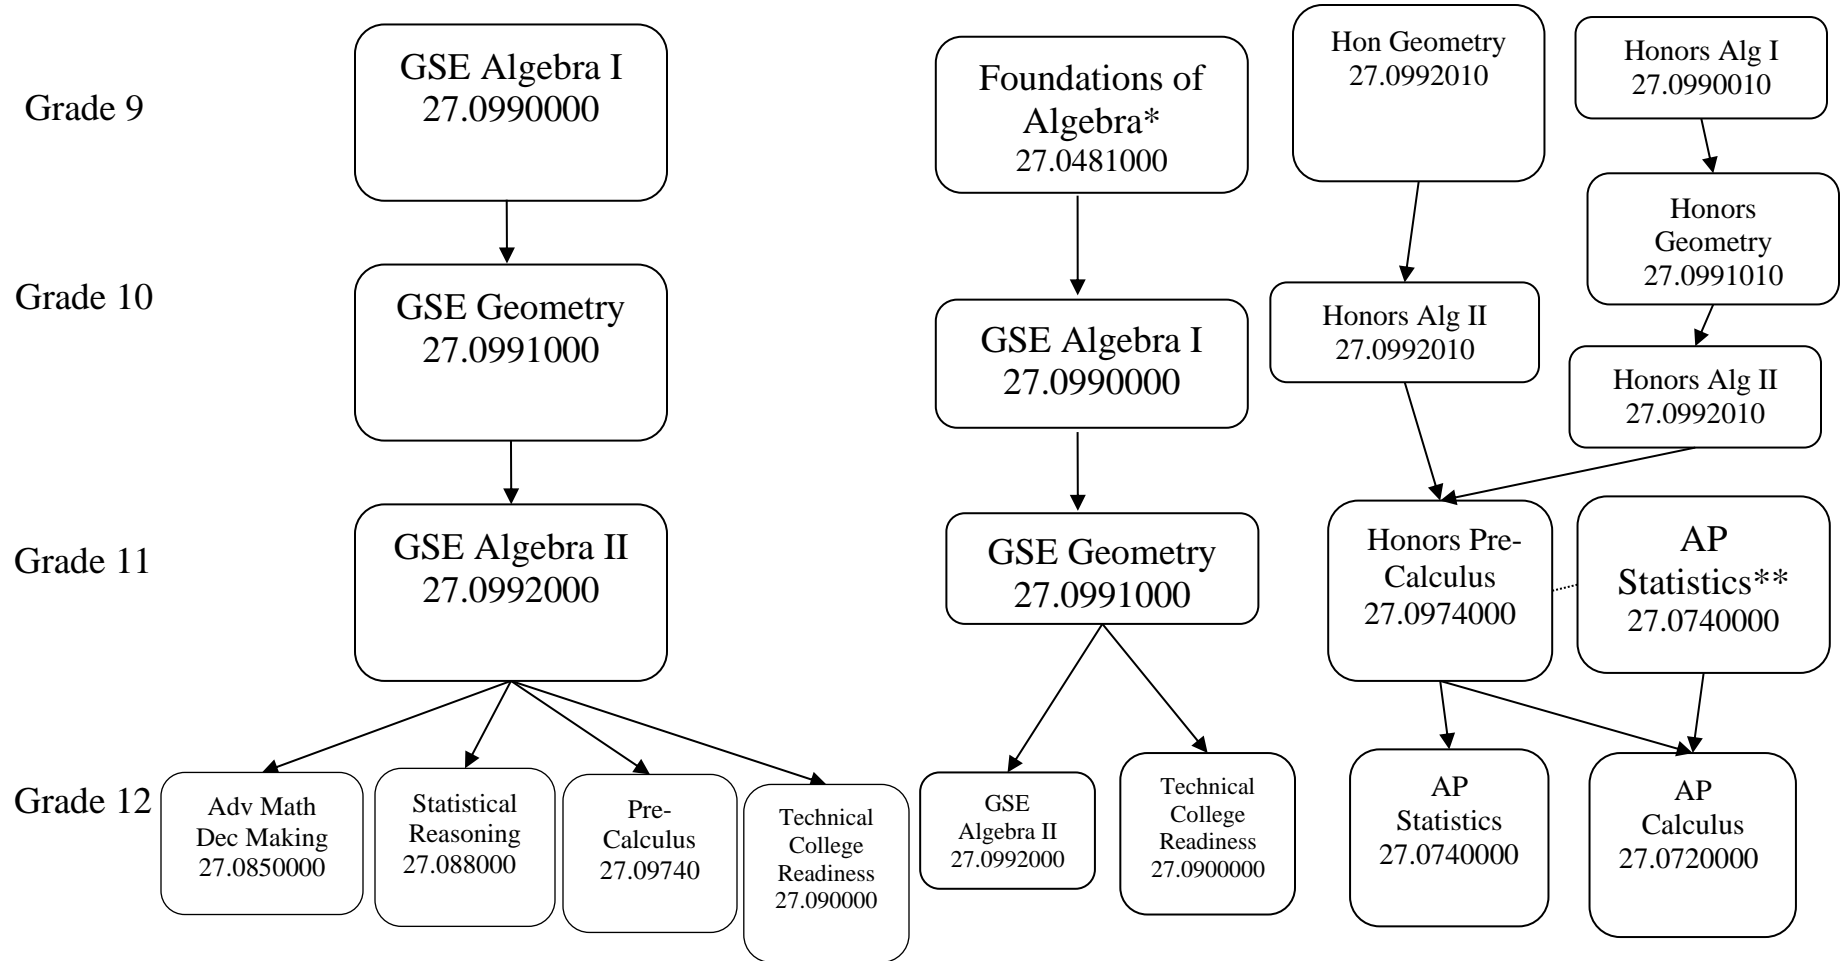 Grade 9
GSE Algebra I
27.0990000
Foundations of
Algebra*
27.0481000
Hon Geometry
27.0992010
Honors Alg I
27.0990010
Honors
Geometry
27.0991010
Grade 10
GSE Geometry
27.0991000
GSE Algebra I
27.0990000
Honors Alg II
27.0992010
Honors Alg II
27.0992010
Grade 11
GSE Algebra II
27.0992000
GSE Geometry
27.0991000
Honors Pre-
Calculus
27.0974000
AP
Statistics**
27.0740000
Grade 12
Adv Math
Dec Making
27.0850000
Statistical
Reasoning
27.088000
Pre-
Calculus
27.09740
Technical
College
Readiness
27.090000
GSE
Algebra II
27.0992000
Technical
College
Readiness
27.0900000
AP
Statistics
27.0740000
AP
Calculus
27.0720000